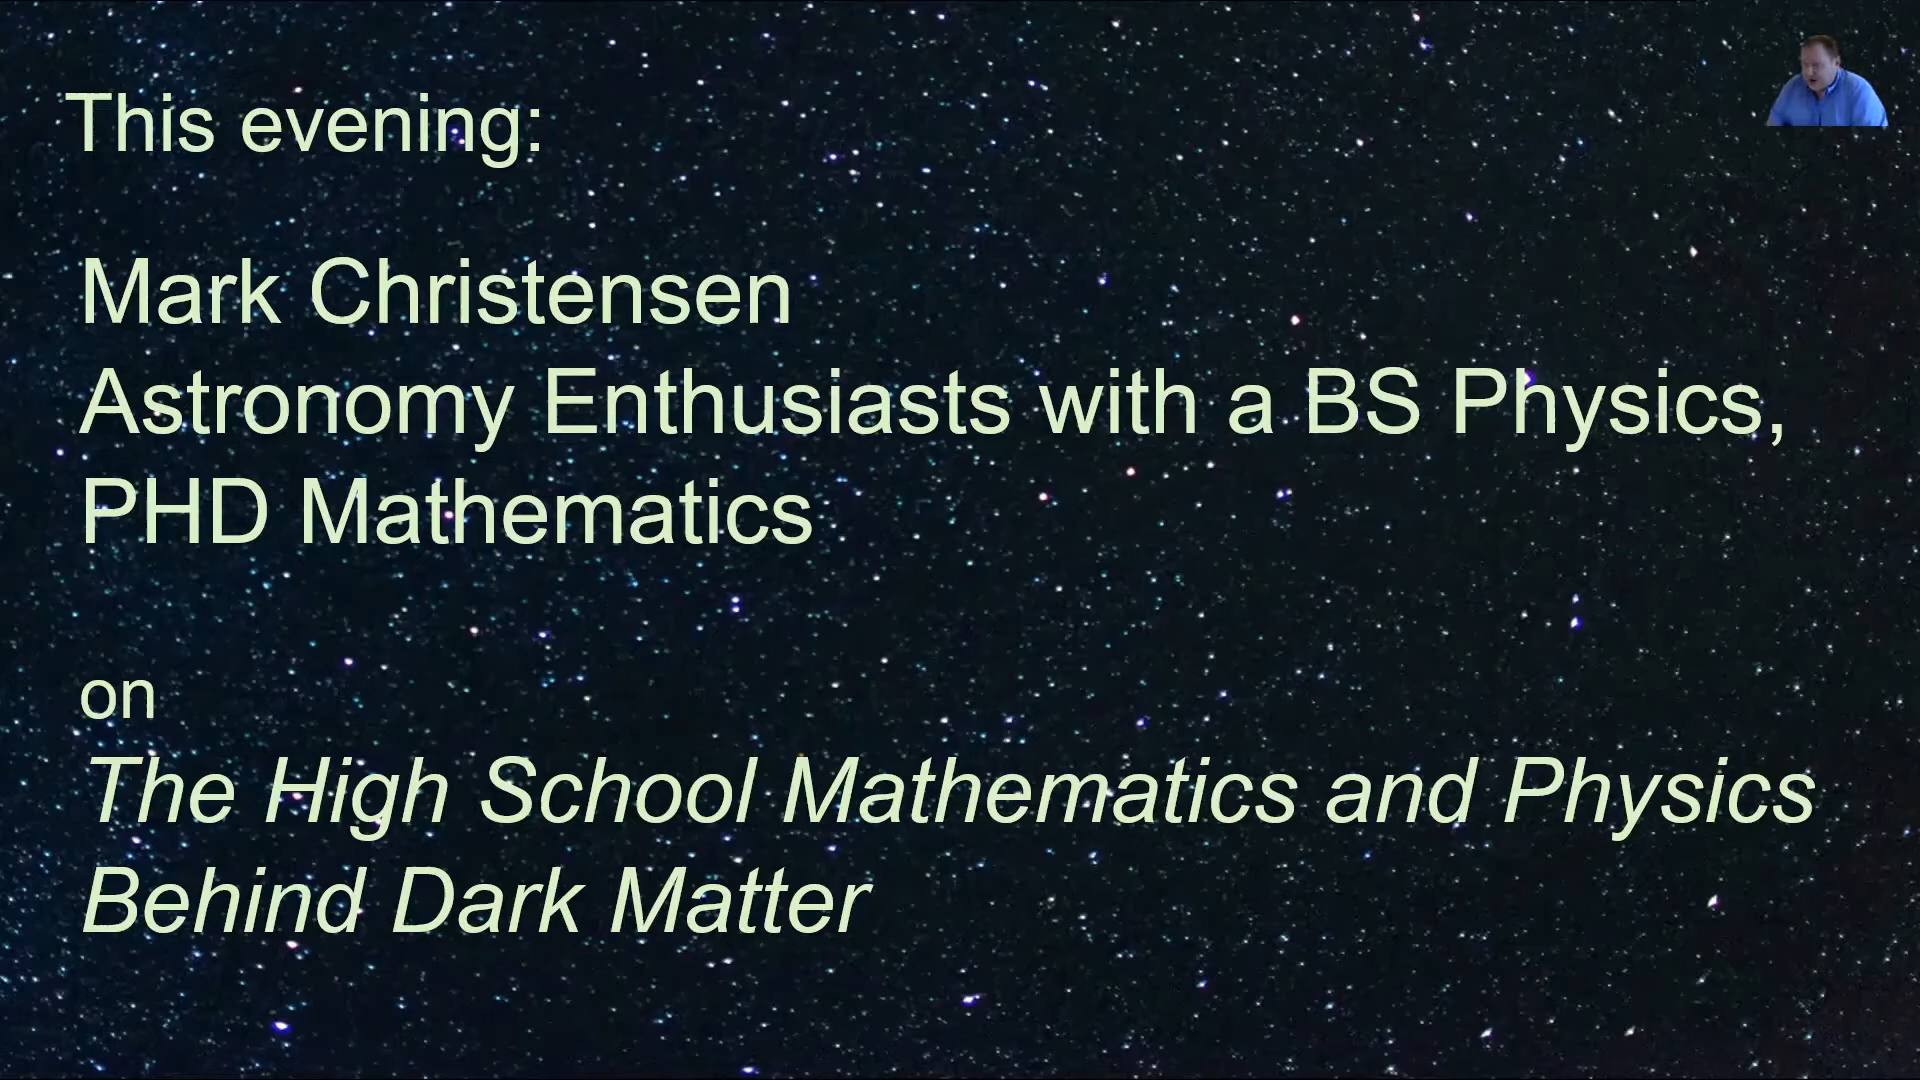 This evening:
Mark Christensen
Astronomy Enthusiasts with a BS Physics,
PHD Mathematics
on
The High School Mathematics and Physics
Behind Dark Matter